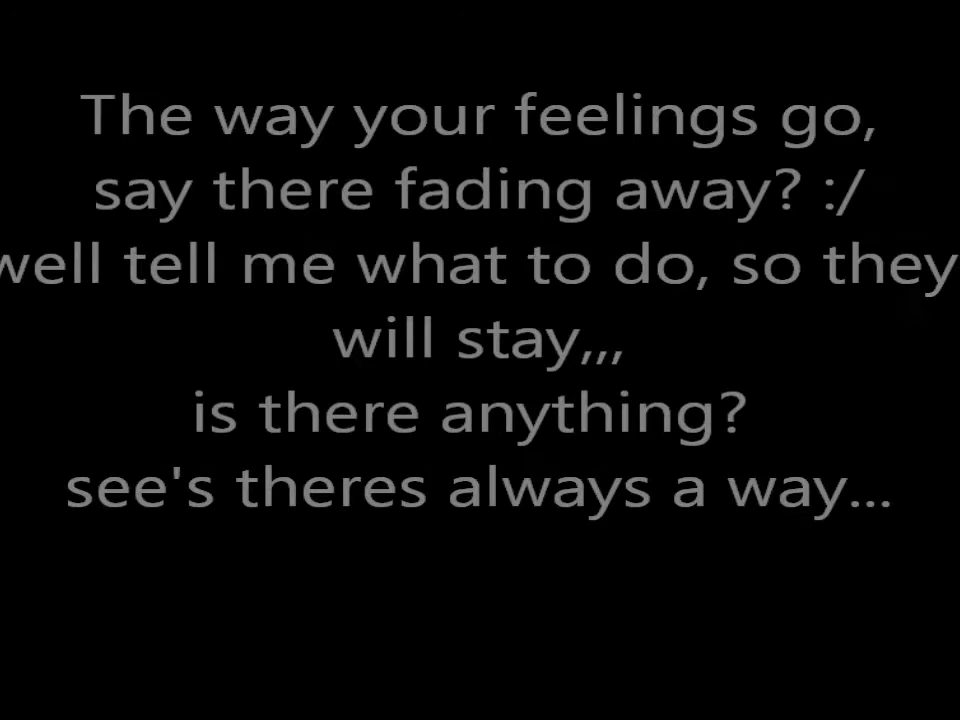 The way your feelings go,
say there fading away? :/
well tell me what to do, so they
will stay,,,
is there anything?
see's theres always a way...